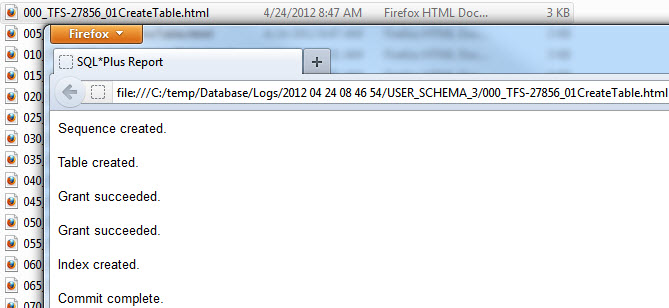 000_TFS-27856_01CreateTable.html 4/24/2012 8:47 AM Firefox HTML Doc... 3 KB
005
Firefox
010
SQL*Plus Report
015
020
file:///C:/temp/Database/Logs/2012 04 24 08 46 54/USER_SCHEMA_3/000_TFS-27856_01CreateTable.html
025
030
Sequence created.
035
Table created.
040
045
Grant succeeded.
050
Grant succeeded.
055
060
Index created.
065
Commit complete.
070